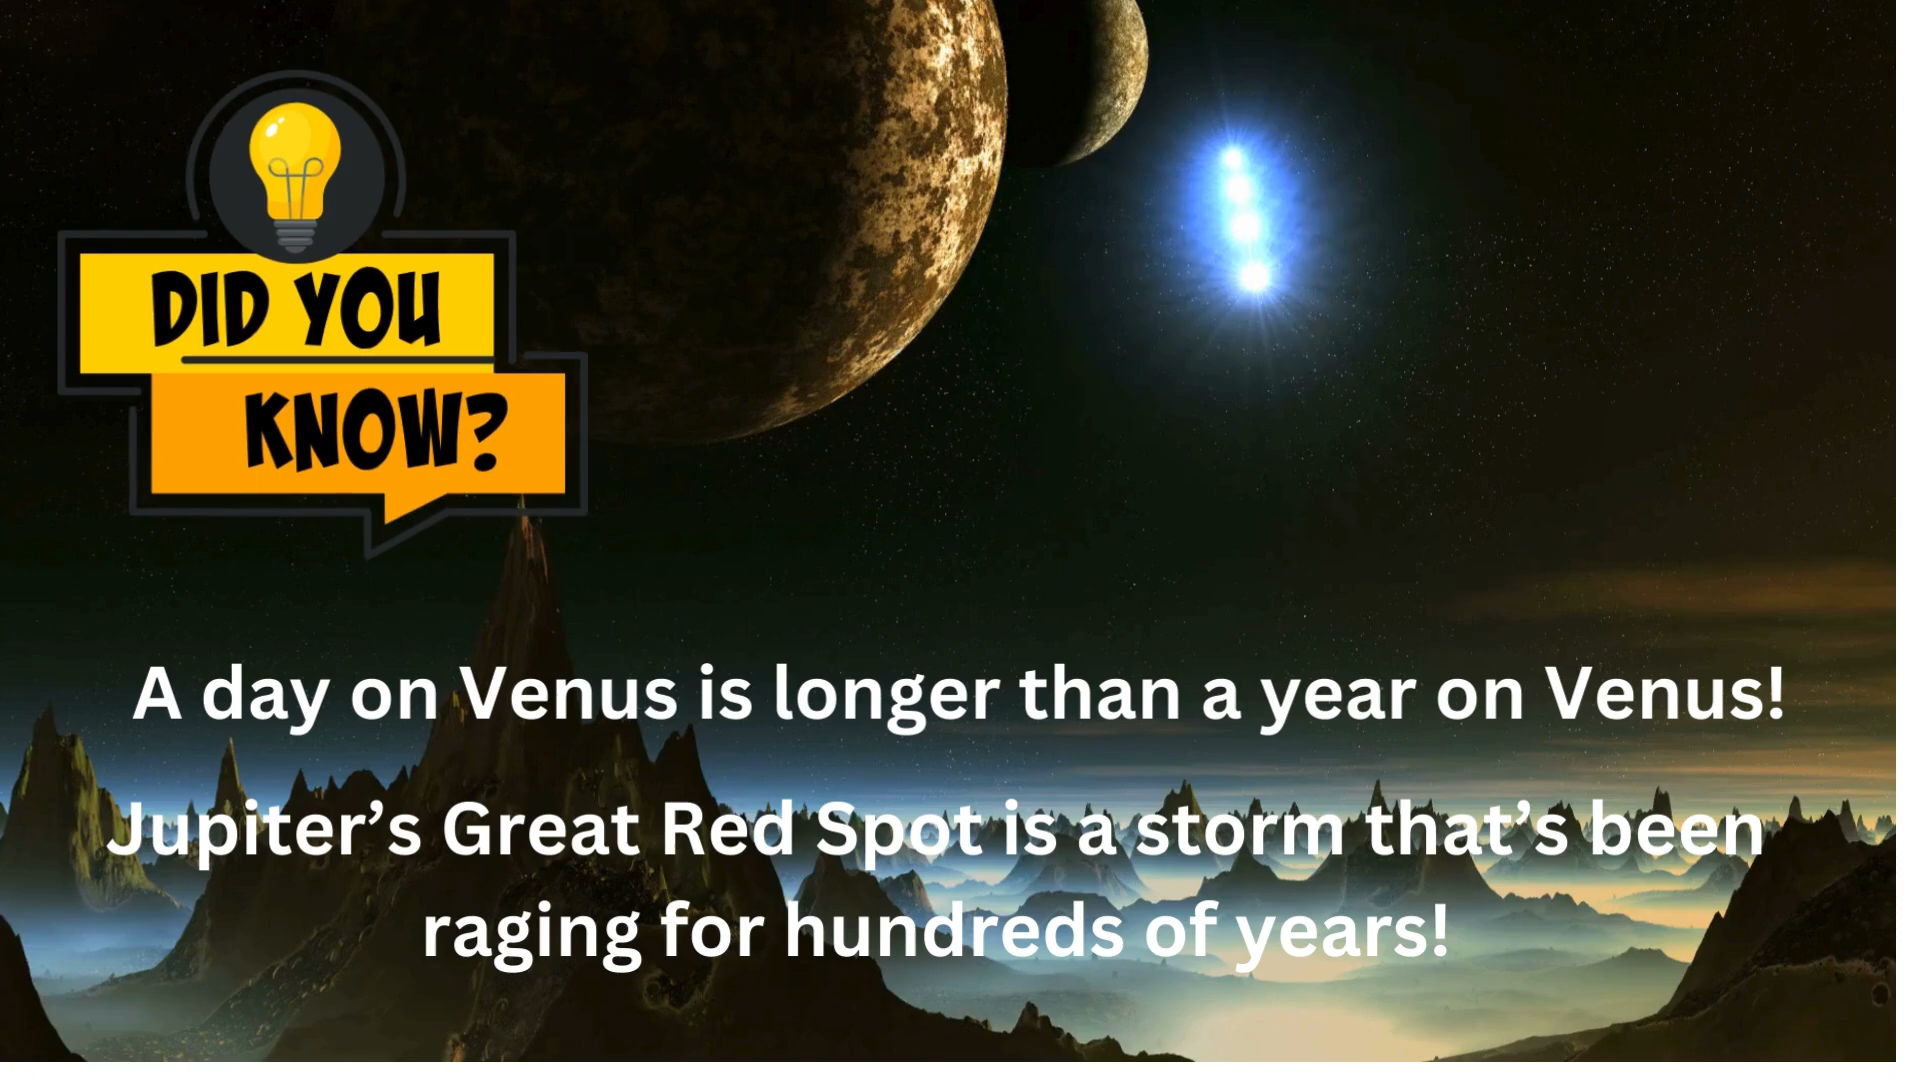 DID YOU
KNOW?
A day on Venus is longer than a year on Venus!
Jupiter’s Great Red Spot is a storm that’s been
raging for hundreds of years!